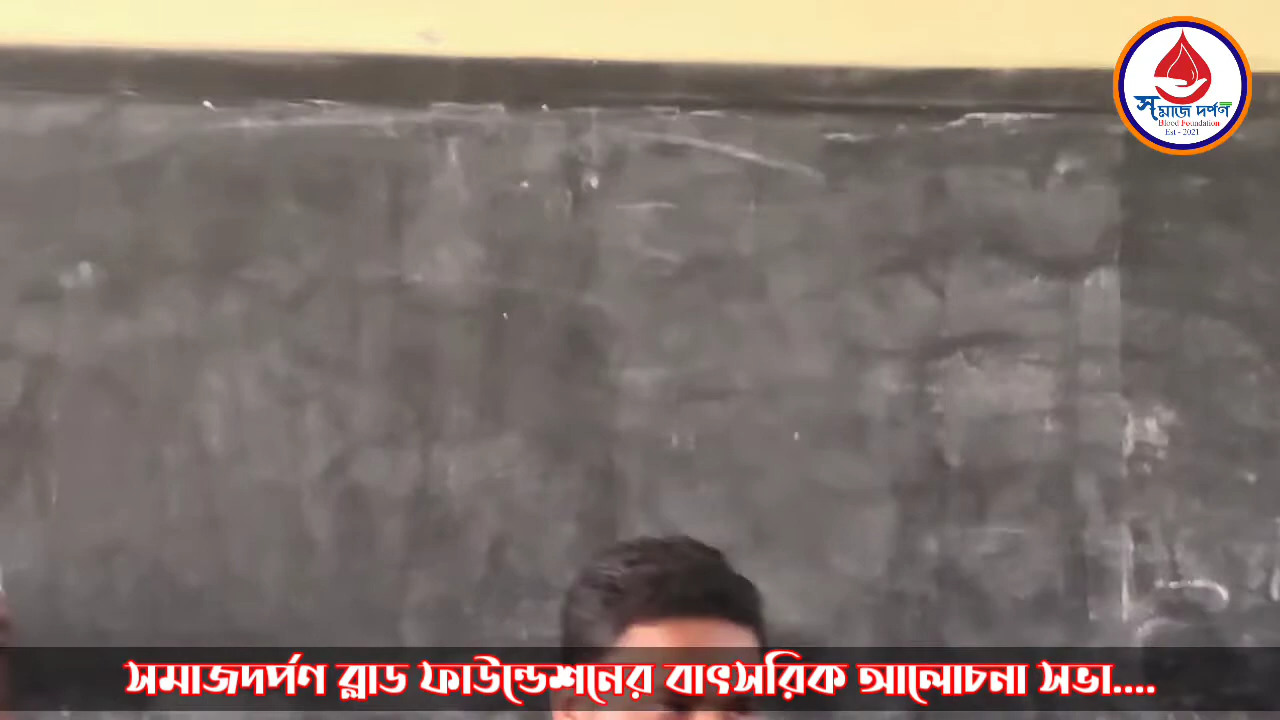 সমাজ দর্পণ
Blood Foundation
Est - 2021
সমাজদর্পণ ব্লাড ফাউন্ডেশনের বাৎসরিক আলোচনা সভা....